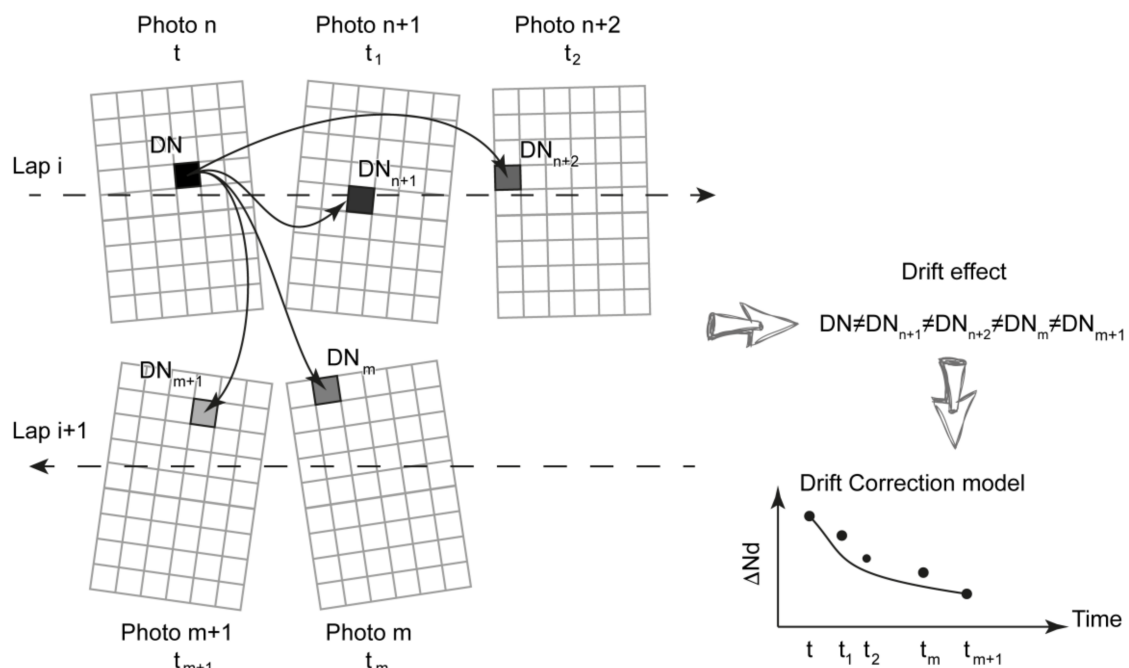 Photo n
t
Photo n+1
t₁
Photo n+2
t₂
DN
DNₙ₊₁
DNₙ₊₂
Lap i
Drift effect
DN≠DNₙ₊₁≠DNₙ₊₂≠DNₘ≠DNₘ₊₁
DNₘ₊₁
DNₘ
Lap i+1
Photo m+1
tₘ₊₁
Photo m
tₘ
Drift Correction model
ΔNd
Time
t t₁ t₂ tₘ tₘ₊₁